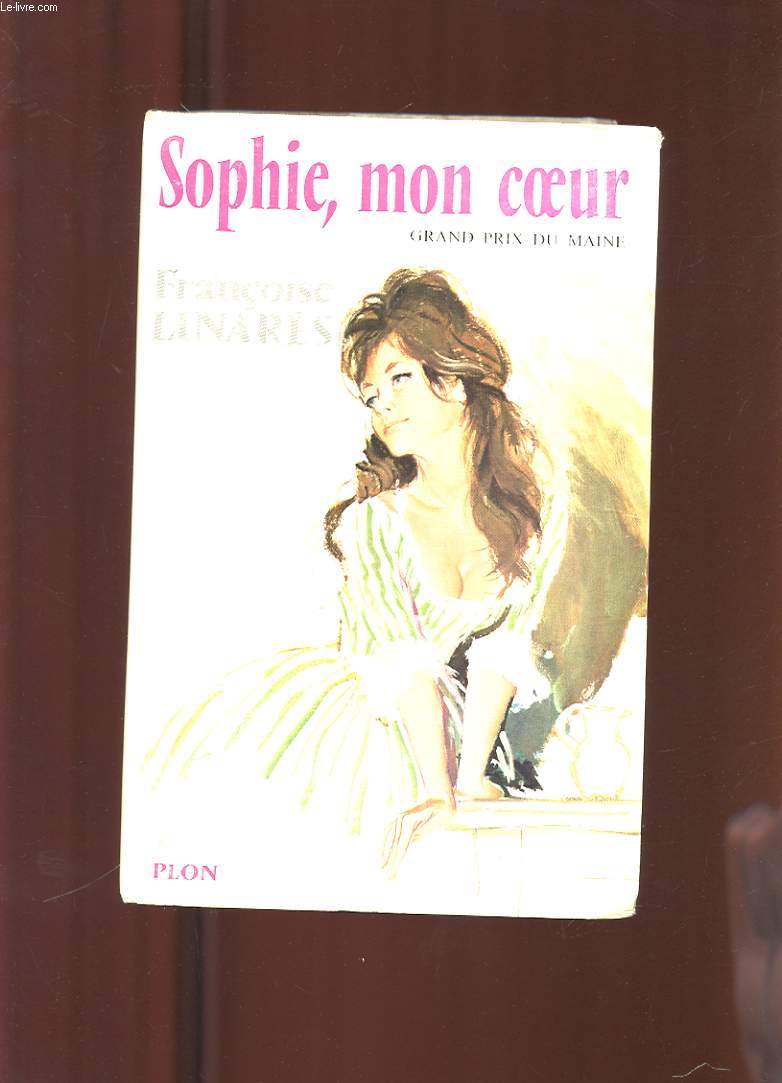 Le-livre.com
Sophie, mon cœur
GRAND PRIX DU MAINE
Françoise
LINARÈS
PLON